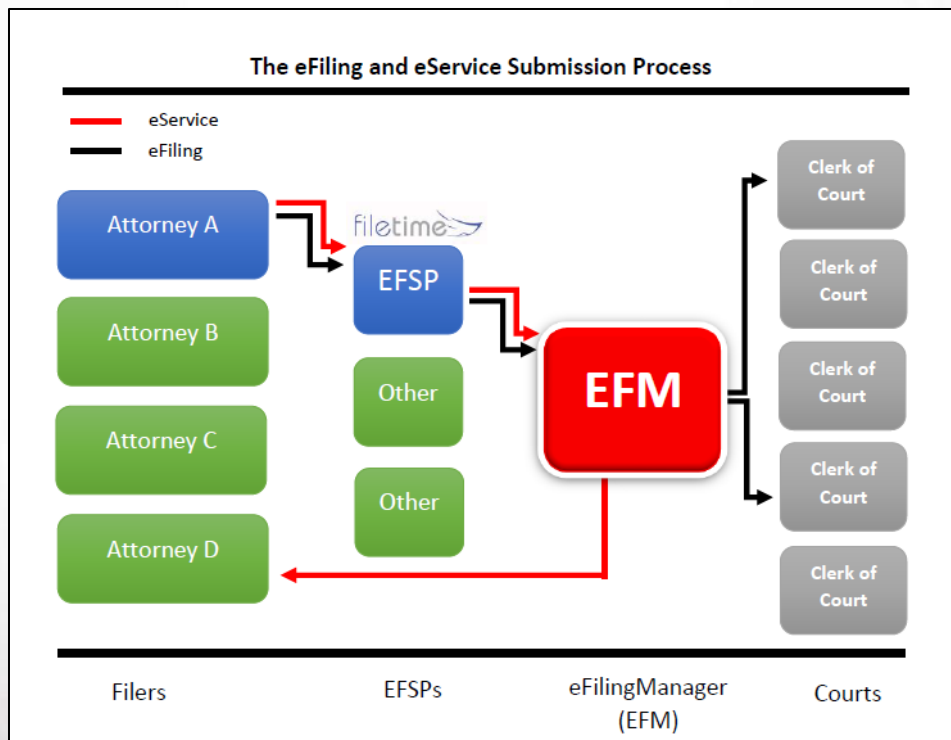 The eFiling and eService Submission Process
eService
eFiling
Attorney A
Attorney B
Attorney C
Attorney D
filetime
EFSP
Other
Other
EFM
Clerk of
Court
Clerk of
Court
Clerk of
Court
Clerk of
Court
Clerk of
Court
Filers
EFSPs
eFilingManager
(EFM)
Courts